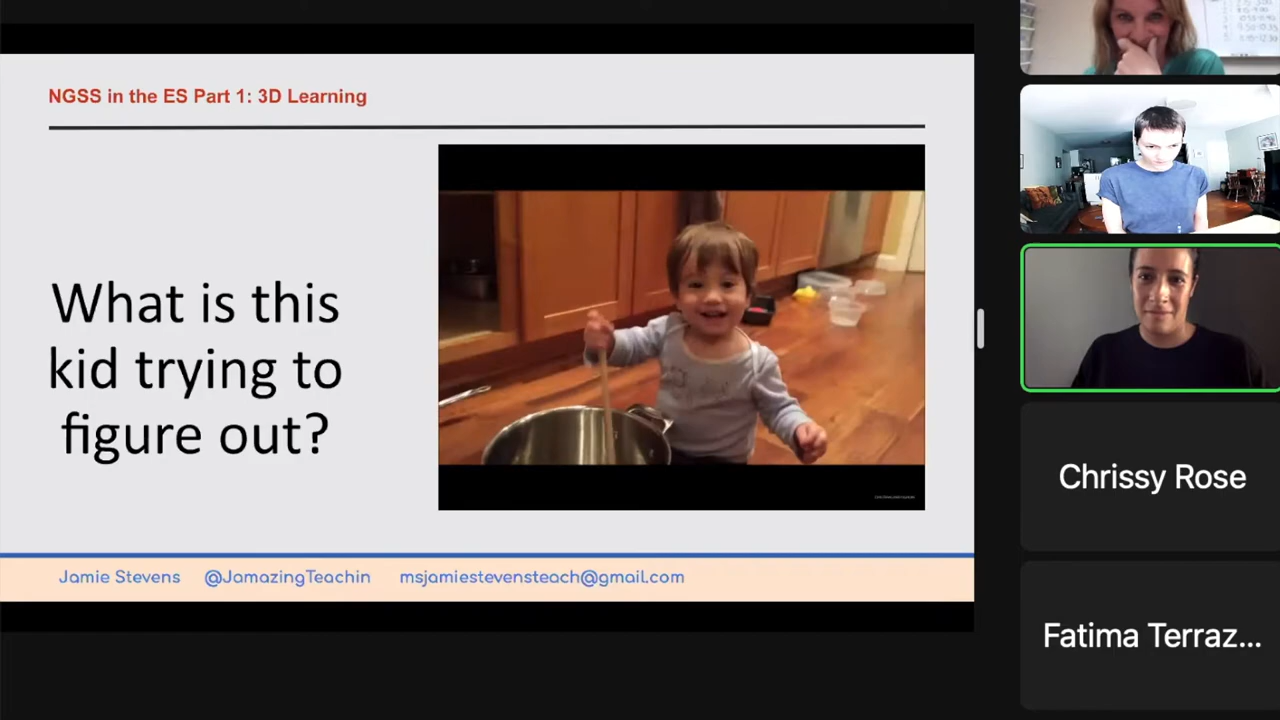 NGSS in the ES Part 1: 3D Learning
What is this
kid trying to
figure out?
Jamie Stevens @JamazingTeachin msjamiestevensteach@gmail.com
Chrissy Rose
Fatima Terraz...